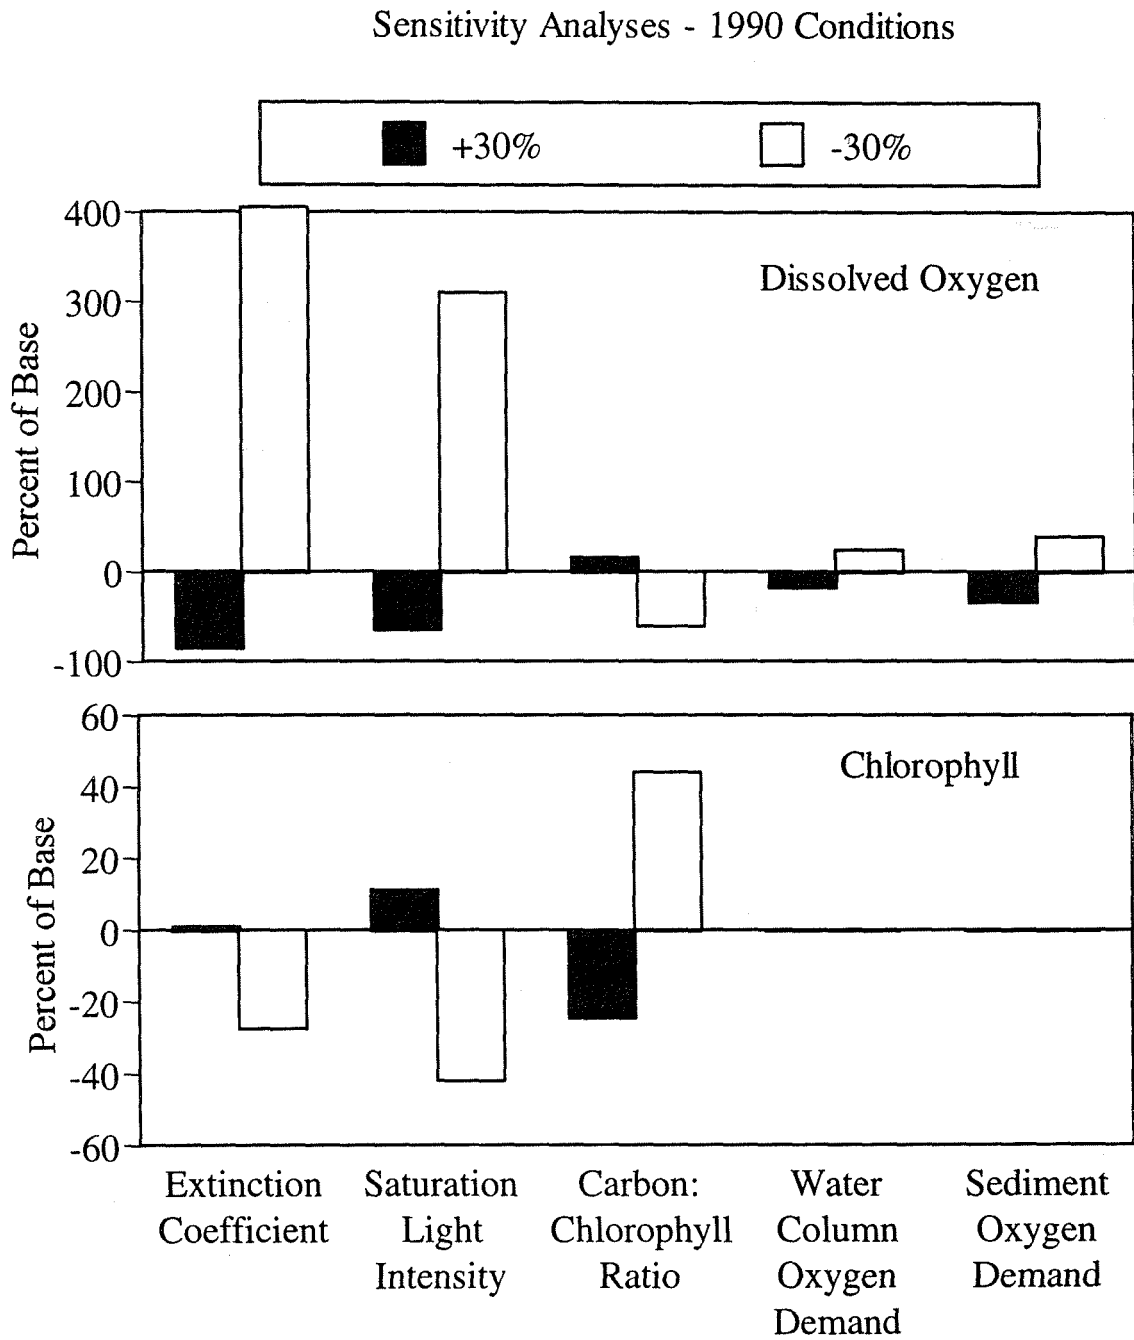 Sensitivity Analyses - 1990 Conditions
+30%
-30%
400
300
200
100
0
-100
Percent of Base
Dissolved Oxygen
60
40
20
0
-20
-40
-60
Percent of Base
Chlorophyll
Extinction
Coefficient
Saturation
Light
Intensity
Carbon:
Chlorophyll
Ratio
Water
Column
Oxygen
Demand
Sediment
Oxygen
Demand